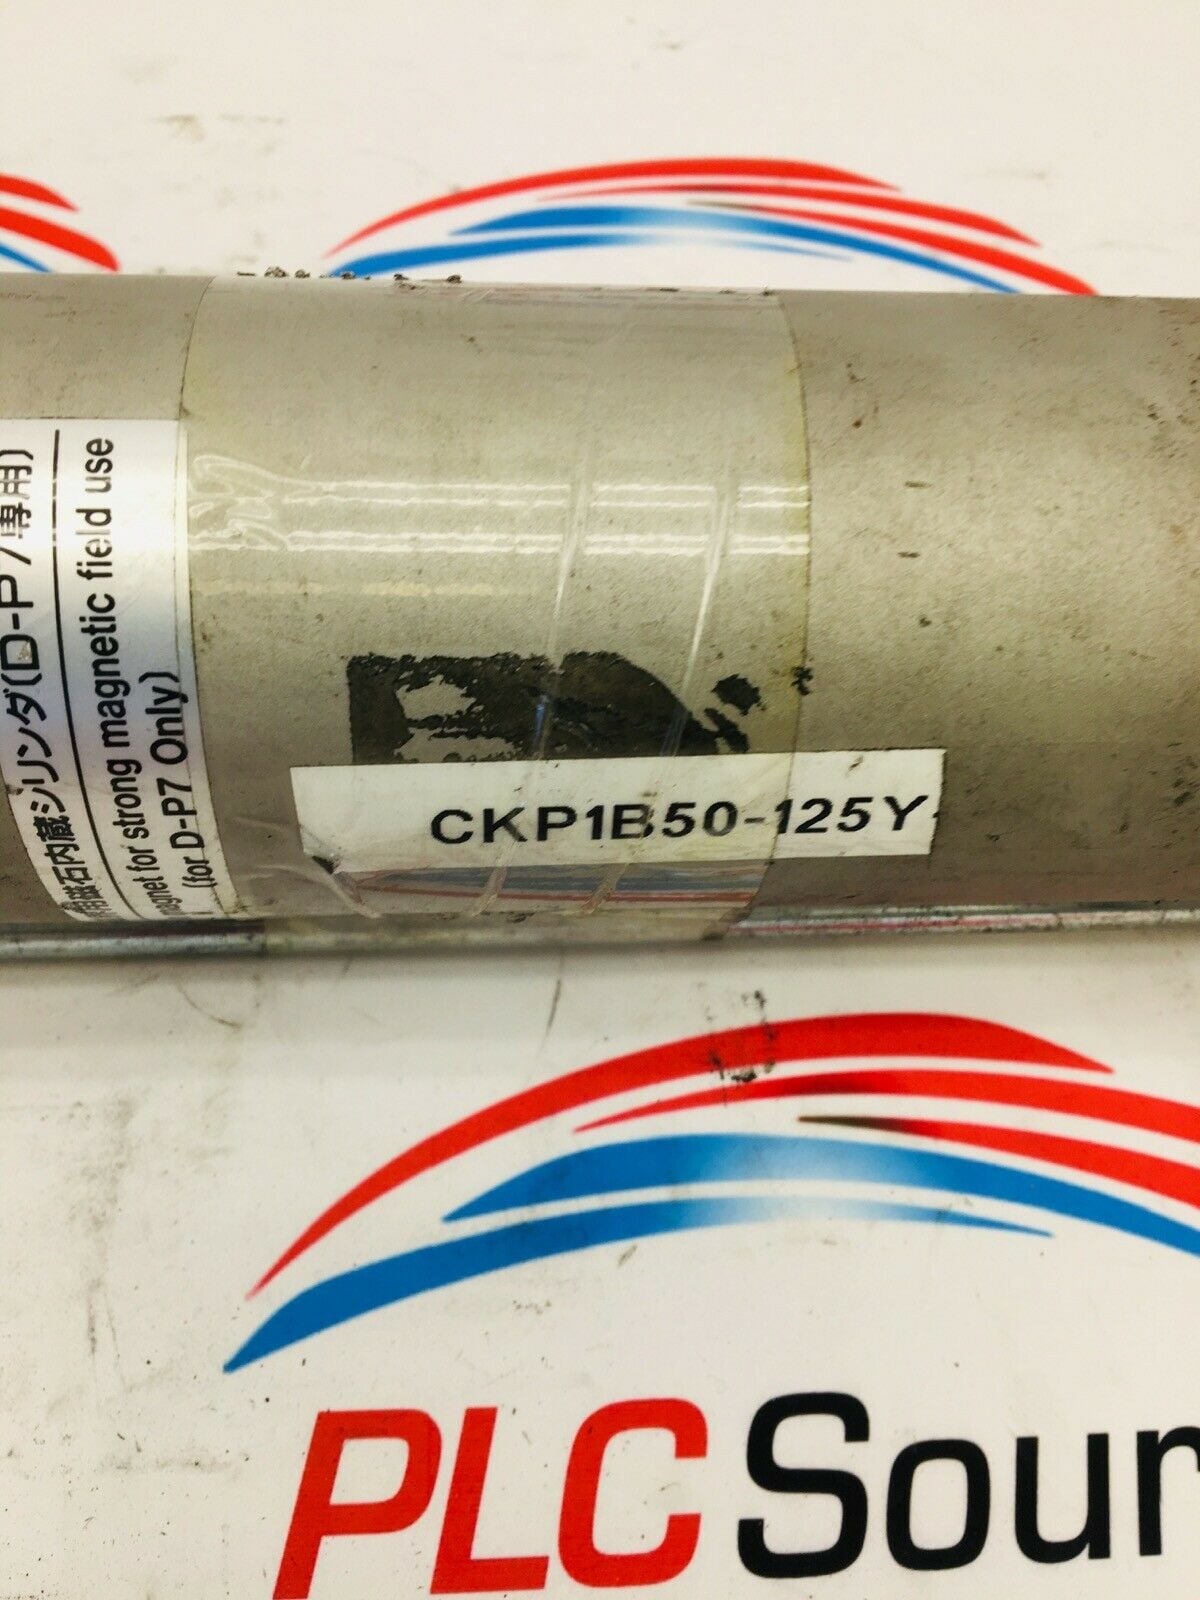 磁石内蔵シリンダ(D-P7専用)
magnet for strong magnetic field use
(for D-P7 Only)
CKP1B50-125Y
PLC Sour